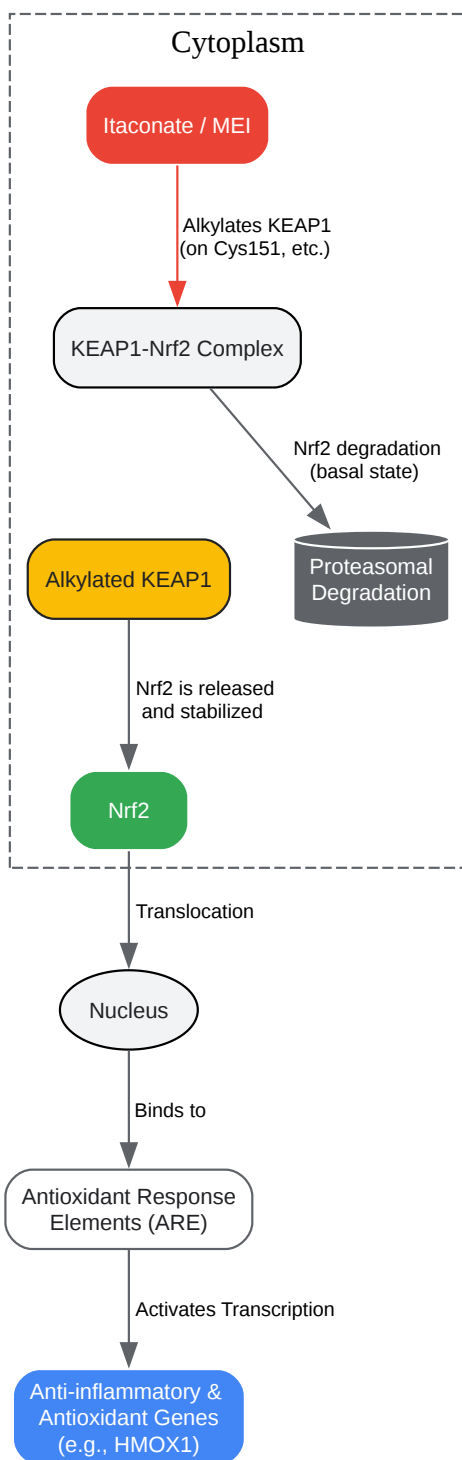 Cytoplasm
Itaconate / MEI
Alkylates KEAP1
(on Cys151, etc.)
KEAP1-Nrf2 Complex
Nrf2 degradation
(basal state)
Proteasomal
Degradation
Alkylated KEAP1
Nrf2 is released
and stabilized
Nrf2
Translocation
Nucleus
Binds to
Antioxidant Response
Elements (ARE)
Activates Transcription
Anti-inflammatory &
Antioxidant Genes
(e.g., HMOX1)